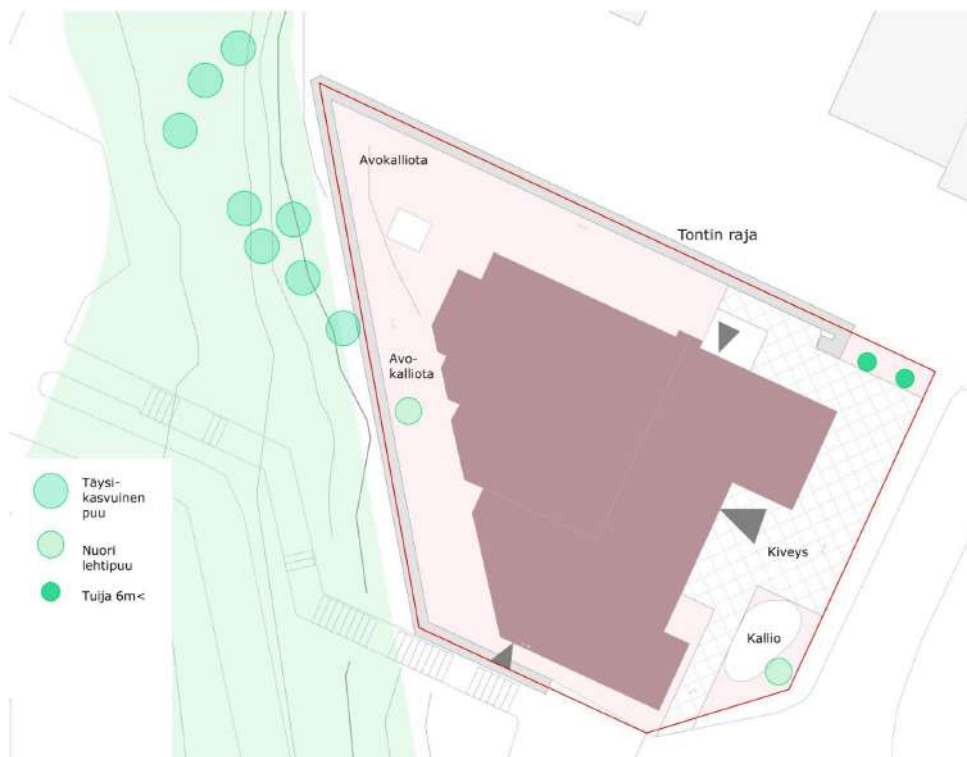 Avokalliota
Tontin raja
Avo-
kalliota
Kiveys
Kallio
Täysi-
kasvuinen
puu
Nuori
lehtipuu
Tuija 6m<